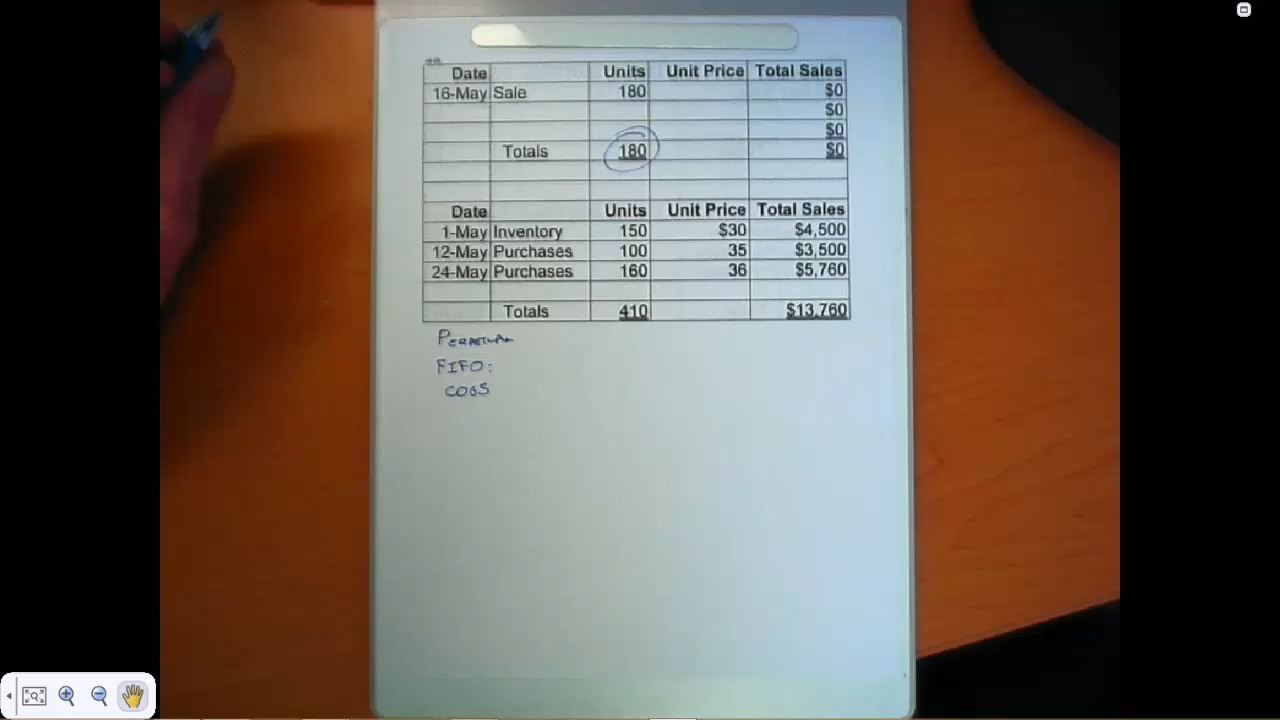 Date Units Unit Price Total Sales
16-May Sale 180 $0
$0
$0
Totals 180 $0
Date Units Unit Price Total Sales
1-May Inventory 150 $30 $4,500
12-May Purchases 100 35 $3,500
24-May Purchases 160 36 $5,760
Totals 410 $13,760
FIFO:
COGS